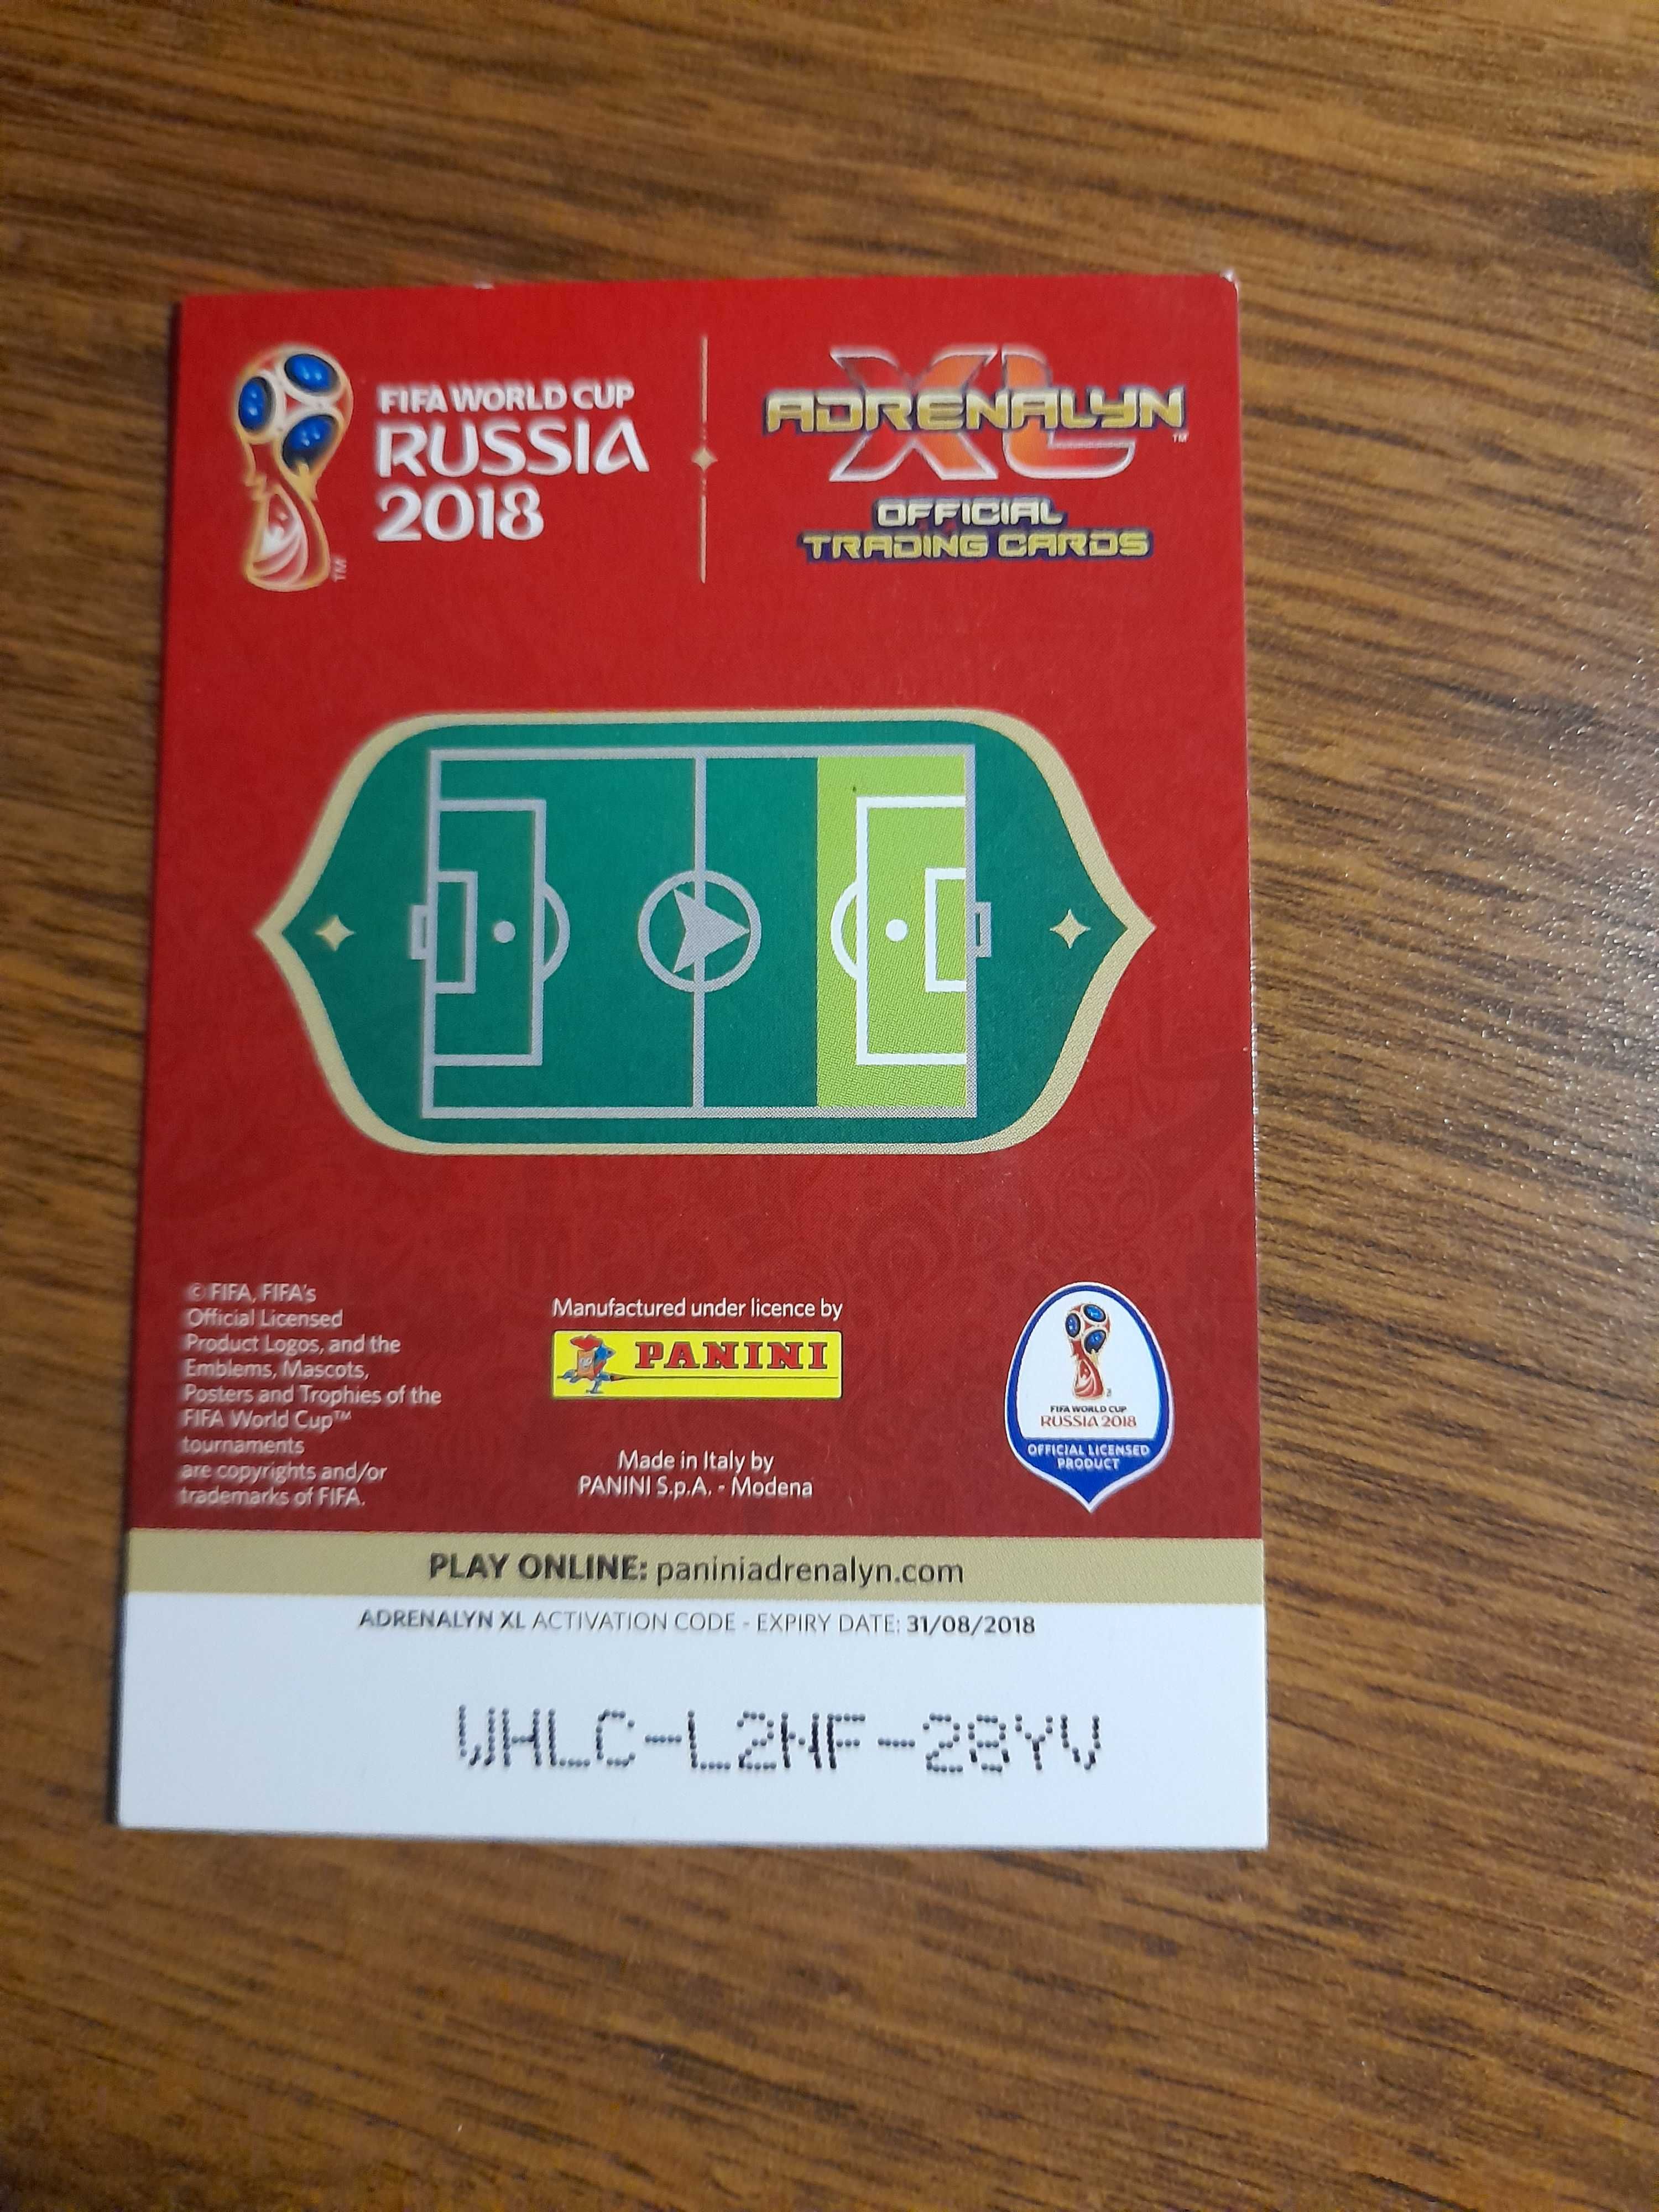 FIFA WORLD CUP
RUSSIA
2018
TM
ADRENALYN
XL
TM
OFFICIAL
TRADING CARDS
© FIFA, FIFA's
Official Licensed
Product Logos, and the
Emblems, Mascots,
Posters and Trophies of the
FIFA World Cup™
tournaments
are copyrights and/or
trademarks of FIFA.
Manufactured under licence by
PANINI
Made in Italy by
PANINI S.p.A. - Modena
FIFA WORLD CUP
RUSSIA 2018
OFFICIAL LICENSED
PRODUCT
PLAY ONLINE: paniniadrenalyn.com
ADRENALYN XL ACTIVATION CODE - EXPIRY DATE: 31/08/2018
WHLC-L2NF-28YV